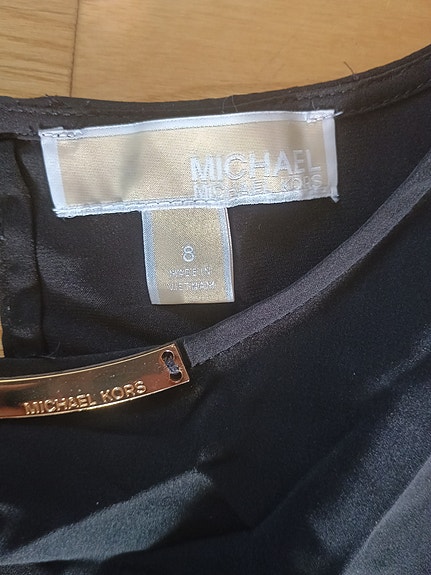 MICHAEL
MICHAEL KORS
8
MADE IN
VIETNAM
MICHAEL KORS